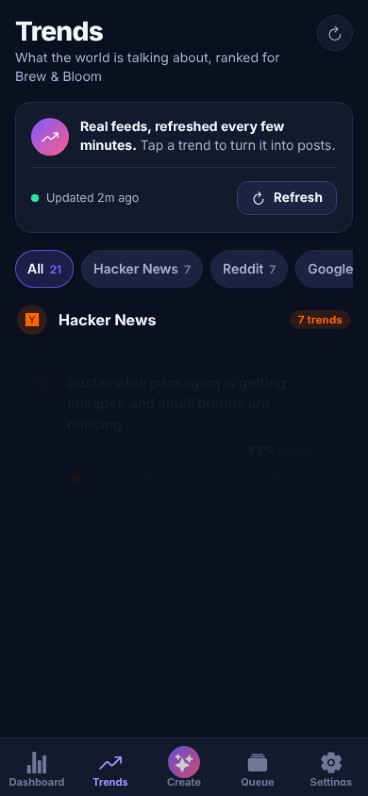 Trends
What the world is talking about, ranked for
Brew & Bloom
Real feeds, refreshed every few
minutes. Tap a trend to turn it into posts.
Updated 2m ago
Refresh
All 21
Hacker News 7
Reddit 7
Google
Y
Hacker News
7 trends
Sustainable packaging is getting
cheaper, and small brands are
noticing
83%
Dashboard
Trends
Create
Queue
Settings